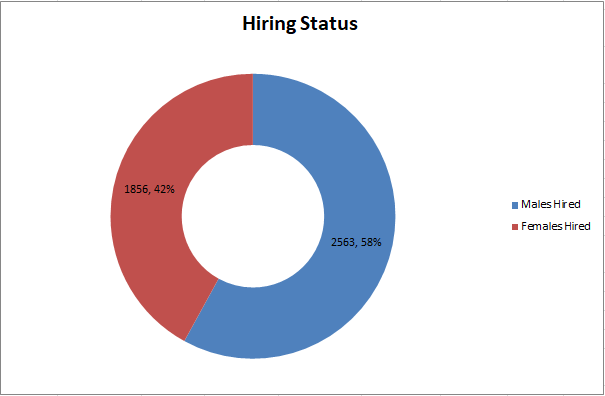 Hiring Status
1856, 42%
2563, 58%
Males Hired
Females Hired